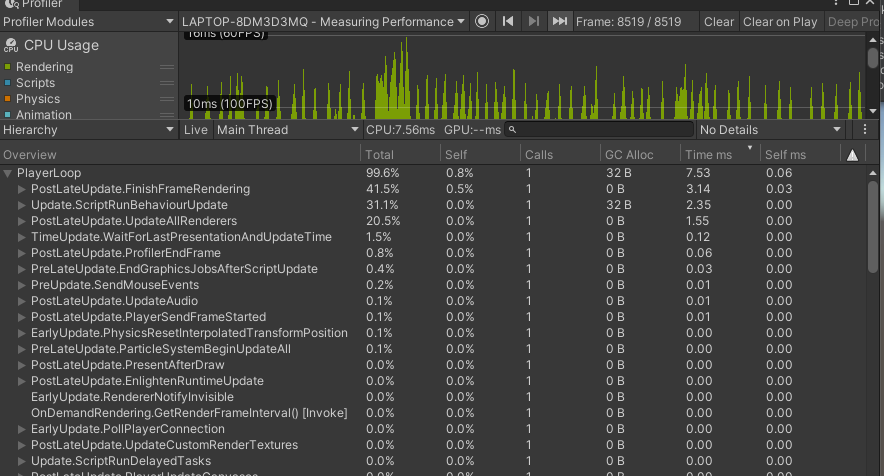 Profiler
Profiler Modules LAPTOP-8DM3D3MQ - Measuring Performance Frame: 8519 / 8519 Clear Clear on Play Deep Pro
CPU Usage
CPU
Rendering
Scripts
Physics
Animation
16ms (60FPS)
10ms (100FPS)
Hierarchy Live Main Thread CPU:7.56ms GPU:--ms No Details
Overview Total Self Calls GC Alloc Time ms Self ms
PlayerLoop 99.6% 0.8% 1 32 B 7.53 0.06
PostLateUpdate.FinishFrameRendering 41.5% 0.5% 1 0 B 3.14 0.03
Update.ScriptRunBehaviourUpdate 31.1% 0.0% 1 32 B 2.35 0.00
PostLateUpdate.UpdateAllRenderers 20.5% 0.0% 1 0 B 1.55 0.00
TimeUpdate.WaitForLastPresentationAndUpdateTime 1.5% 0.0% 1 0 B 0.12 0.00
PostLateUpdate.ProfilerEndFrame 0.8% 0.0% 1 0 B 0.06 0.00
PreLateUpdate.EndGraphicsJobsAfterScriptUpdate 0.4% 0.0% 1 0 B 0.03 0.00
PreUpdate.SendMouseEvents 0.2% 0.0% 1 0 B 0.01 0.00
PostLateUpdate.UpdateAudio 0.1% 0.0% 1 0 B 0.01 0.00
PostLateUpdate.PlayerSendFrameStarted 0.1% 0.0% 1 0 B 0.01 0.00
EarlyUpdate.PhysicsResetInterpolatedTransformPosition 0.1% 0.0% 1 0 B 0.00 0.00
PreLateUpdate.ParticleSystemBeginUpdateAll 0.1% 0.0% 1 0 B 0.00 0.00
PostLateUpdate.PresentAfterDraw 0.0% 0.0% 1 0 B 0.00 0.00
PostLateUpdate.EnlightenRuntimeUpdate 0.0% 0.0% 1 0 B 0.00 0.00
EarlyUpdate.RendererNotifyInvisible 0.0% 0.0% 1 0 B 0.00 0.00
OnDemandRendering.GetRenderFrameInterval() [Invoke] 0.0% 0.0% 1 0 B 0.00 0.00
EarlyUpdate.PollPlayerConnection 0.0% 0.0% 1 0 B 0.00 0.00
PostLateUpdate.UpdateCustomRenderTextures 0.0% 0.0% 1 0 B 0.00 0.00
Update.ScriptRunDelayedTasks 0.0% 0.0% 1 0 B 0.00 0.00
PostLateUpdate.PlayerUpdateCanvases 0.0% 0.0% 1 0 B 0.00 0.00